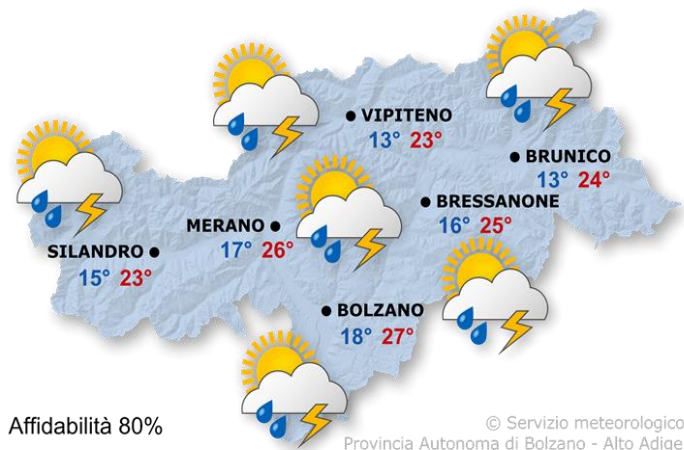 VIPITENO
13° 23°
BRUNICO
13° 24°
BRESSANONE
16° 25°
MERANO
17° 26°
SILANDRO
15° 23°
BOLZANO
18° 27°
Affidabilità 80%
© Servizio meteorologico
Provincia Autonoma di Bolzano - Alto Adige